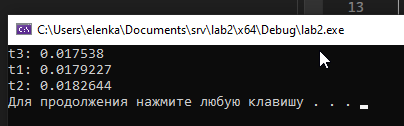 13
C:\Users\elenka\Documents\srv\lab2\x64\Debug\lab2.exe
t3: 0.017538
t1: 0.0179227
t2: 0.0182644
Для продолжения нажмите любую клавишу . . .